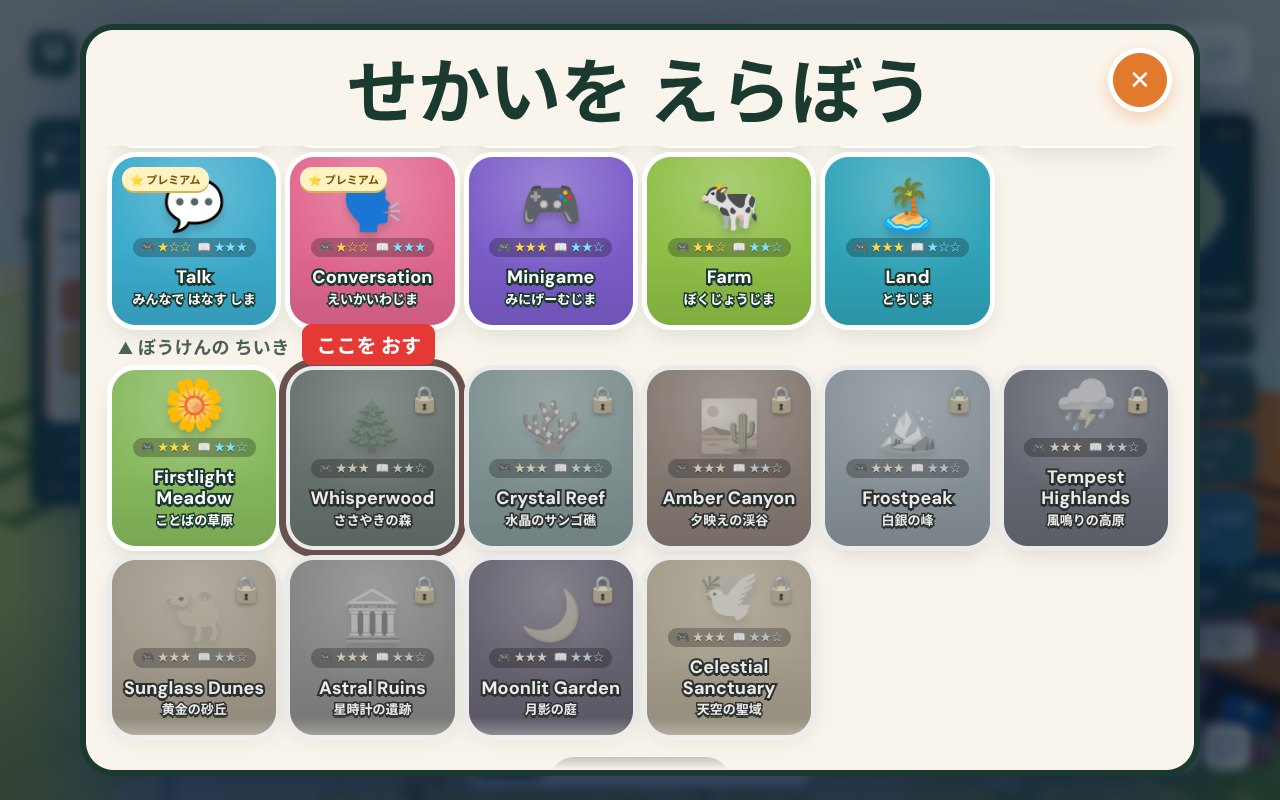 せかいを えらぼう
×
⭐ プレミアム
🎮 ★☆☆ 📖 ★★★
Talk
みんなで はなす しま
⭐ プレミアム
🎮 ★☆☆ 📖 ★★★
Conversation
えいかいわじま
🎮 ★★★ 📖 ★★☆
Minigame
みにげーむじま
🎮 ★★☆ 📖 ★★☆
Farm
ぼくじょうじま
🎮 ★★★ 📖 ★☆☆
Land
とちじま
▲ ぼうけんの ちいき
ここを おす
🎮 ★★★ 📖 ★★☆
Firstlight
Meadow
ことばの草原
🎮 ★★★ 📖 ★★☆
Whisperwood
ささやきの森
🎮 ★★★ 📖 ★★☆
Crystal Reef
水晶のサンゴ礁
🎮 ★★★ 📖 ★★☆
Amber Canyon
夕映えの渓谷
🎮 ★★★ 📖 ★★☆
Frostpeak
白銀の峰
🎮 ★★★ 📖 ★★☆
Tempest
Highlands
風鳴りの高原
🎮 ★★★ 📖 ★★☆
Sunglass Dunes
黄金の砂丘
🎮 ★★★ 📖 ★★☆
Astral Ruins
星時計の遺跡
🎮 ★★★ 📖 ★★☆
Moonlit Garden
月影の庭
🎮 ★★★ 📖 ★★☆
Celestial
Sanctuary
天空の聖域